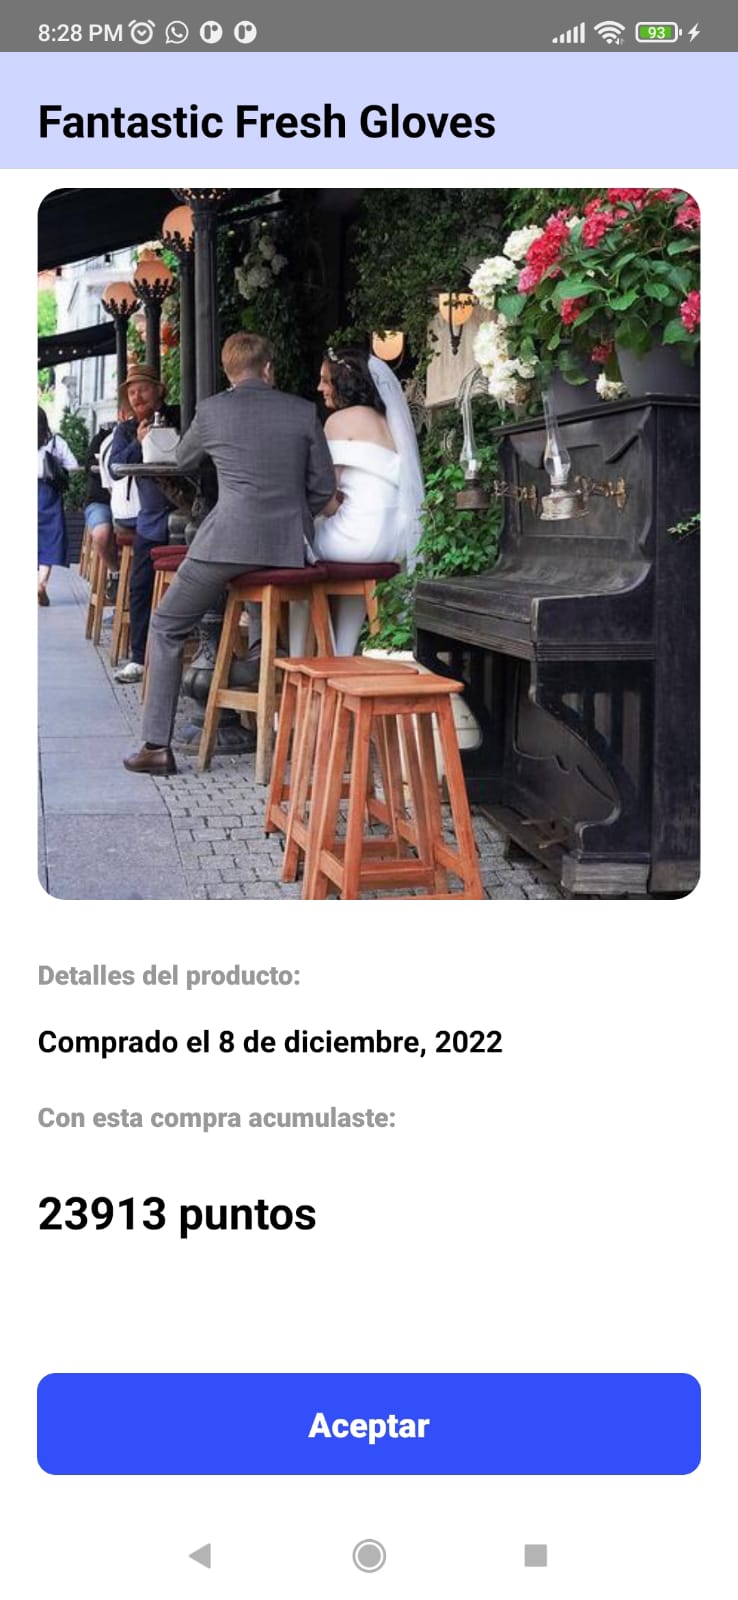 8:28 PM 93
Fantastic Fresh Gloves
Detalles del producto:
Comprado el 8 de diciembre, 2022
Con esta compra acumulaste:
23913 puntos
Aceptar